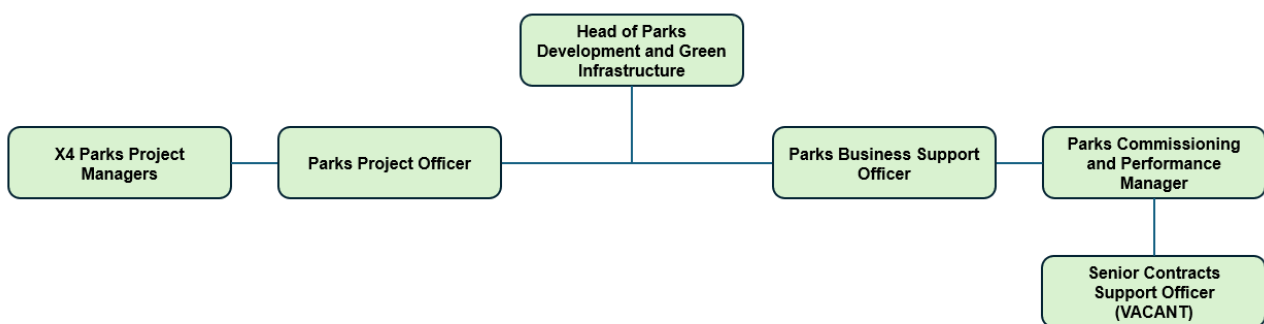 Head of Parks
Development and Green
Infrastructure
X4 Parks Project
Managers
Parks Project Officer
Parks Business Support
Officer
Parks Commissioning
and Performance
Manager
Senior Contracts
Support Officer
(VACANT)